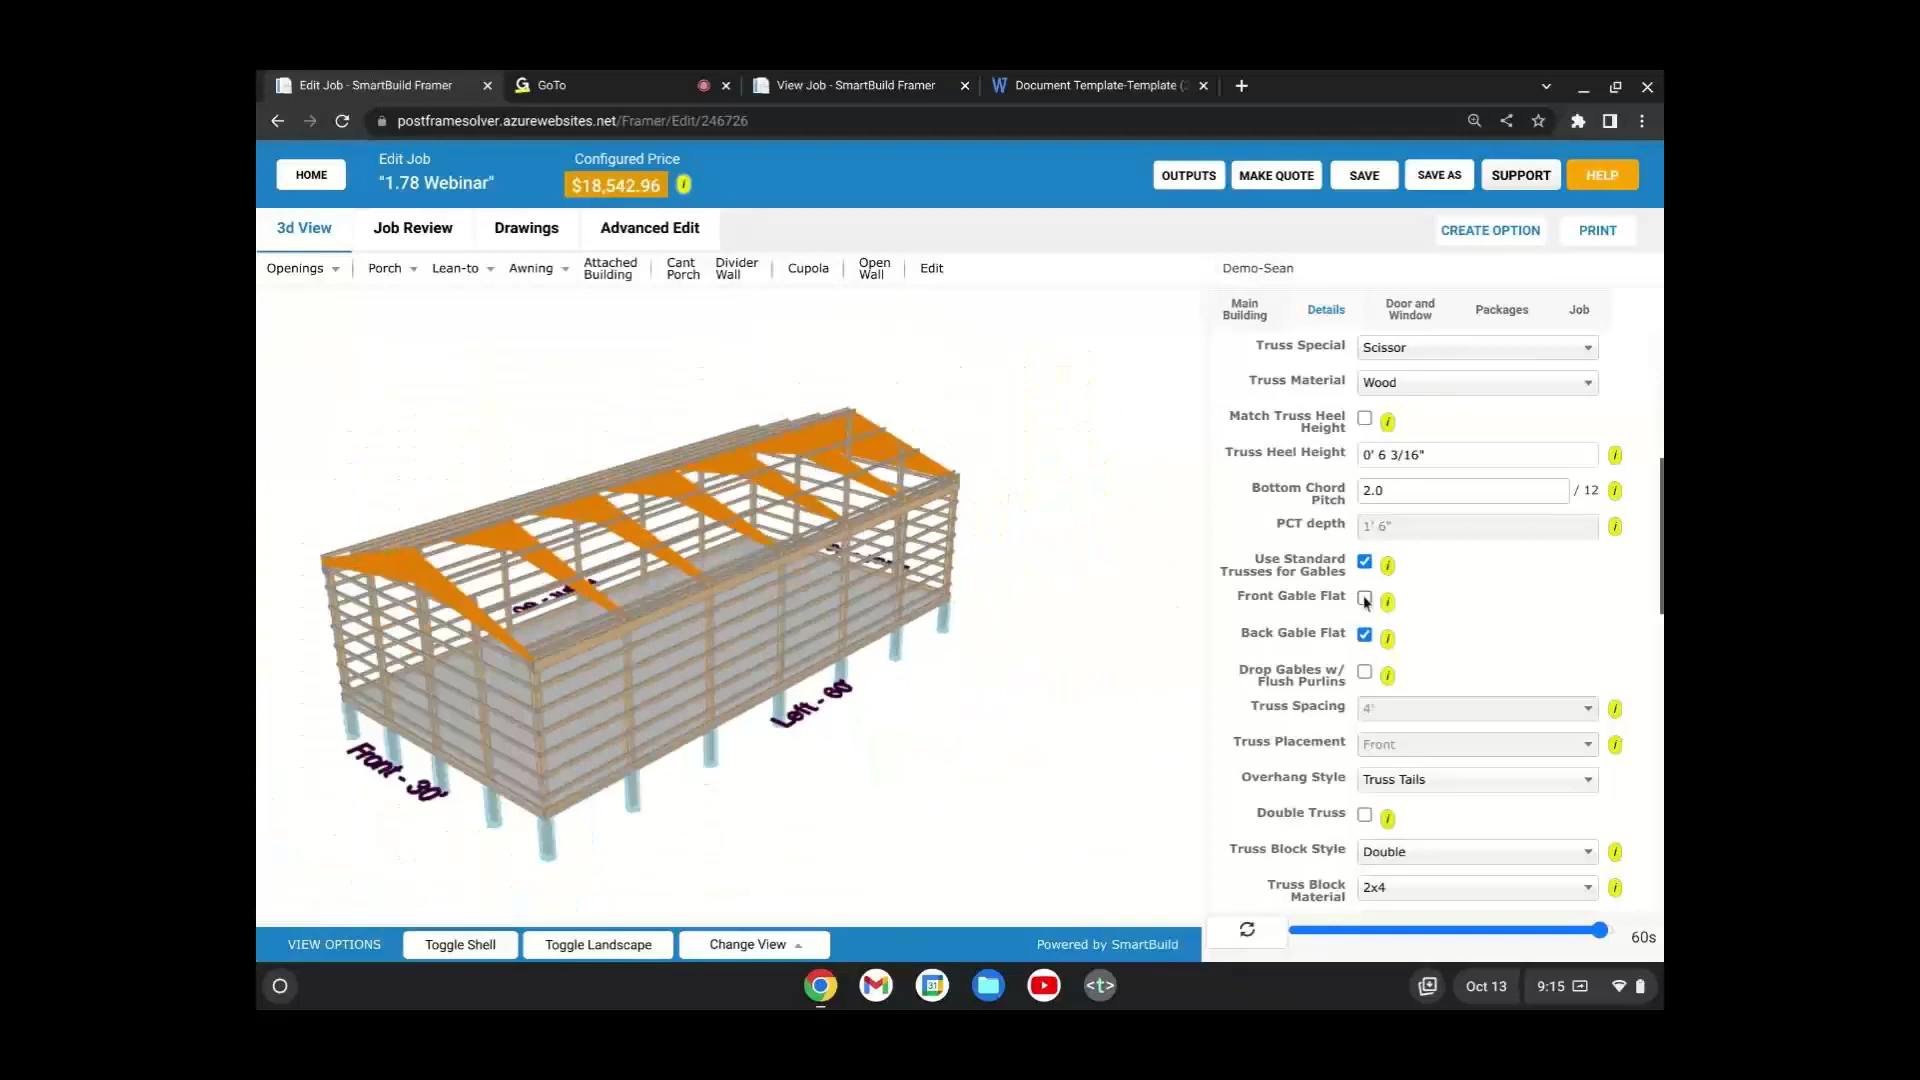 Edit Job - SmartBuild Framer
GoTo
View Job - SmartBuild Framer
Document Template-Template (
postframesolver.azurewebsites.net/Framer/Edit/246726
HOME
Edit Job
"1.78 Webinar"
Configured Price
$18,542.96
i
OUTPUTS
MAKE QUOTE
SAVE
SAVE AS
SUPPORT
HELP
3d View
Job Review
Drawings
Advanced Edit
CREATE OPTION
PRINT
Openings
Porch
Lean-to
Awning
Attached Building
Cant Porch
Divider Wall
Cupola
Open Wall
Edit
Demo-Sean
Main Building
Details
Door and Window
Packages
Job
Truss Special
Scissor
Truss Material
Wood
Match Truss Heel Height
i
Truss Heel Height
0' 6 3/16"
i
Bottom Chord Pitch
2.0
/ 12
i
PCT depth
1' 6"
i
Use Standard Trusses for Gables
i
Front Gable Flat
i
Back Gable Flat
i
Drop Gables w/ Flush Purlins
i
Truss Spacing
4'
i
Truss Placement
Front
i
Overhang Style
Truss Tails
Double Truss
i
Truss Block Style
Double
i
Truss Block Material
2x4
i
Left - 60'
Front - 30'
VIEW OPTIONS
Toggle Shell
Toggle Landscape
Change View
Powered by SmartBuild
60s
31
<t>
Oct 13
9:15